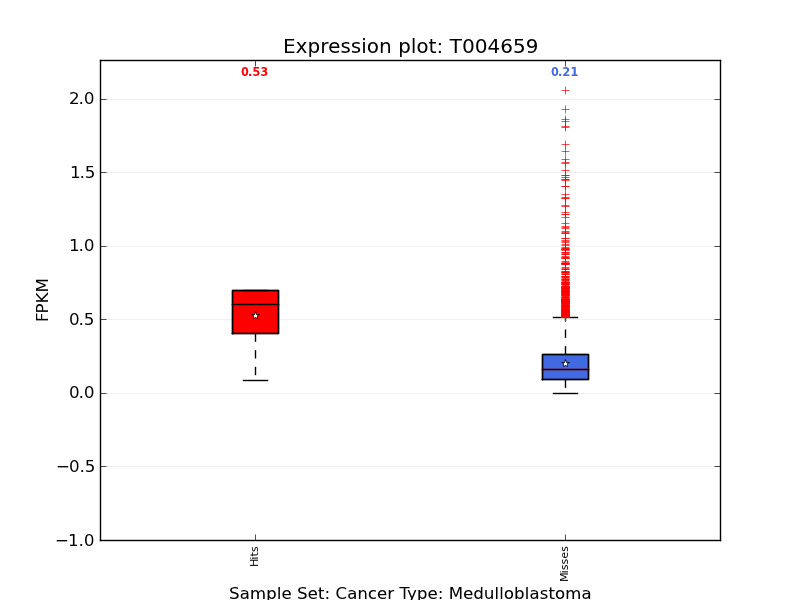 Expression plot: T004659
0.53
0.21
2.0
1.5
1.0
0.5
0.0
−0.5
−1.0
FPKM
Hits
Misses
Sample Set: Cancer Type: Medulloblastoma